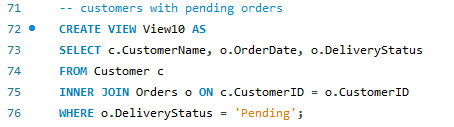 71 -- customers with pending orders
72 CREATE VIEW View10 AS
73 SELECT c.CustomerName, o.OrderDate, o.DeliveryStatus
74 FROM Customer c
75 INNER JOIN Orders o ON c.CustomerID = o.CustomerID
76 WHERE o.DeliveryStatus = 'Pending';